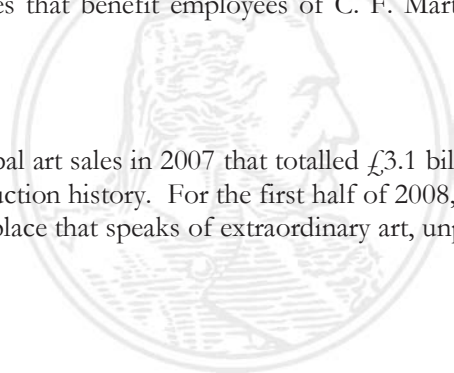 es that benefit employees of C. F. Mart
bal art sales in 2007 that totalled £3.1 bil
uction history. For the first half of 2008,
place that speaks of extraordinary art, unp